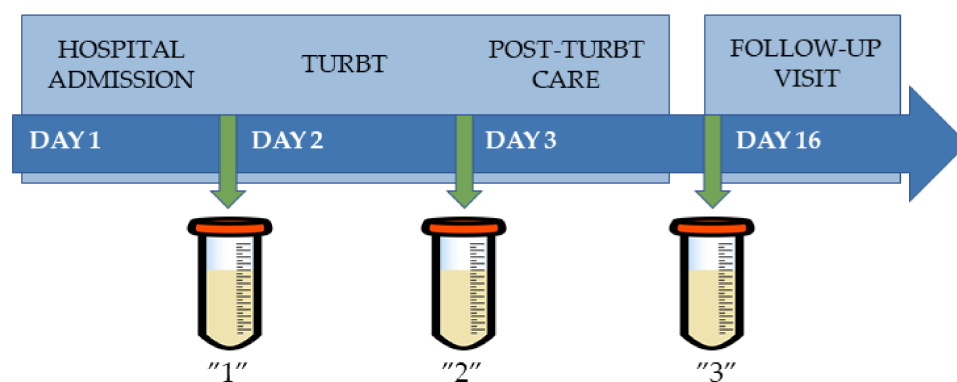 HOSPITAL
ADMISSION
TURBT
POST-TURBT
CARE
FOLLOW-UP
VISIT
DAY 1
DAY 2
DAY 3
DAY 16
”1”
”2”
”3”